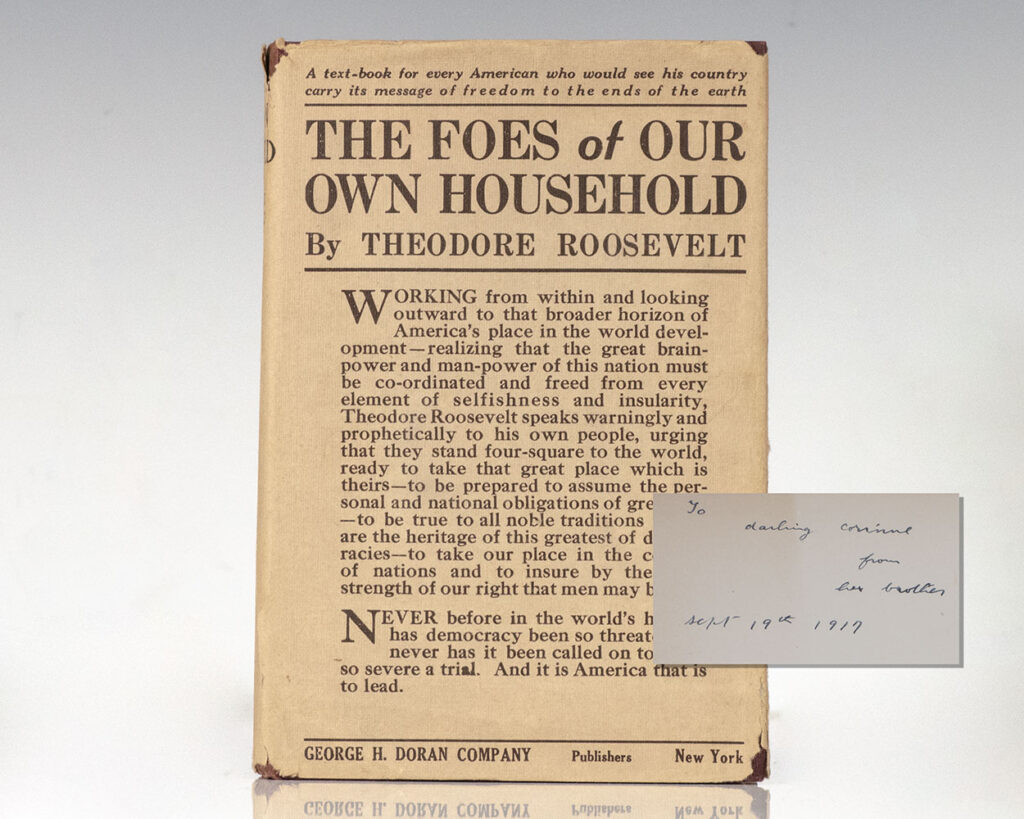 A text-book for every American who would see his country
carry its message of freedom to the ends of the earth
THE FOES of OUR
OWN HOUSEHOLD
By THEODORE ROOSEVELT
WORKING from within and looking
outward to that broader horizon of
America's place in the world devel-
opment—realizing that the great brain-
power and man-power of this nation must
be co-ordinated and freed from every
element of selfishness and insularity,
Theodore Roosevelt speaks warningly and
prophetically to his own people, urging
that they stand four-square to the world,
ready to take that great place which is
theirs—to be prepared to assume the per-
sonal and national obligations of gre
—to be true to all noble traditions
are the heritage of this greatest of d
racies—to take our place in the c
of nations and to insure by the
strength of our right that men may b
NEVER before in the world's h
has democracy been so threat
never has it been called on to
so severe a trial. And it is America that is
to lead.
GEORGE H. DORAN COMPANY Publishers New York
To
darling Corinne
from
her brother
Sept 19th 1917